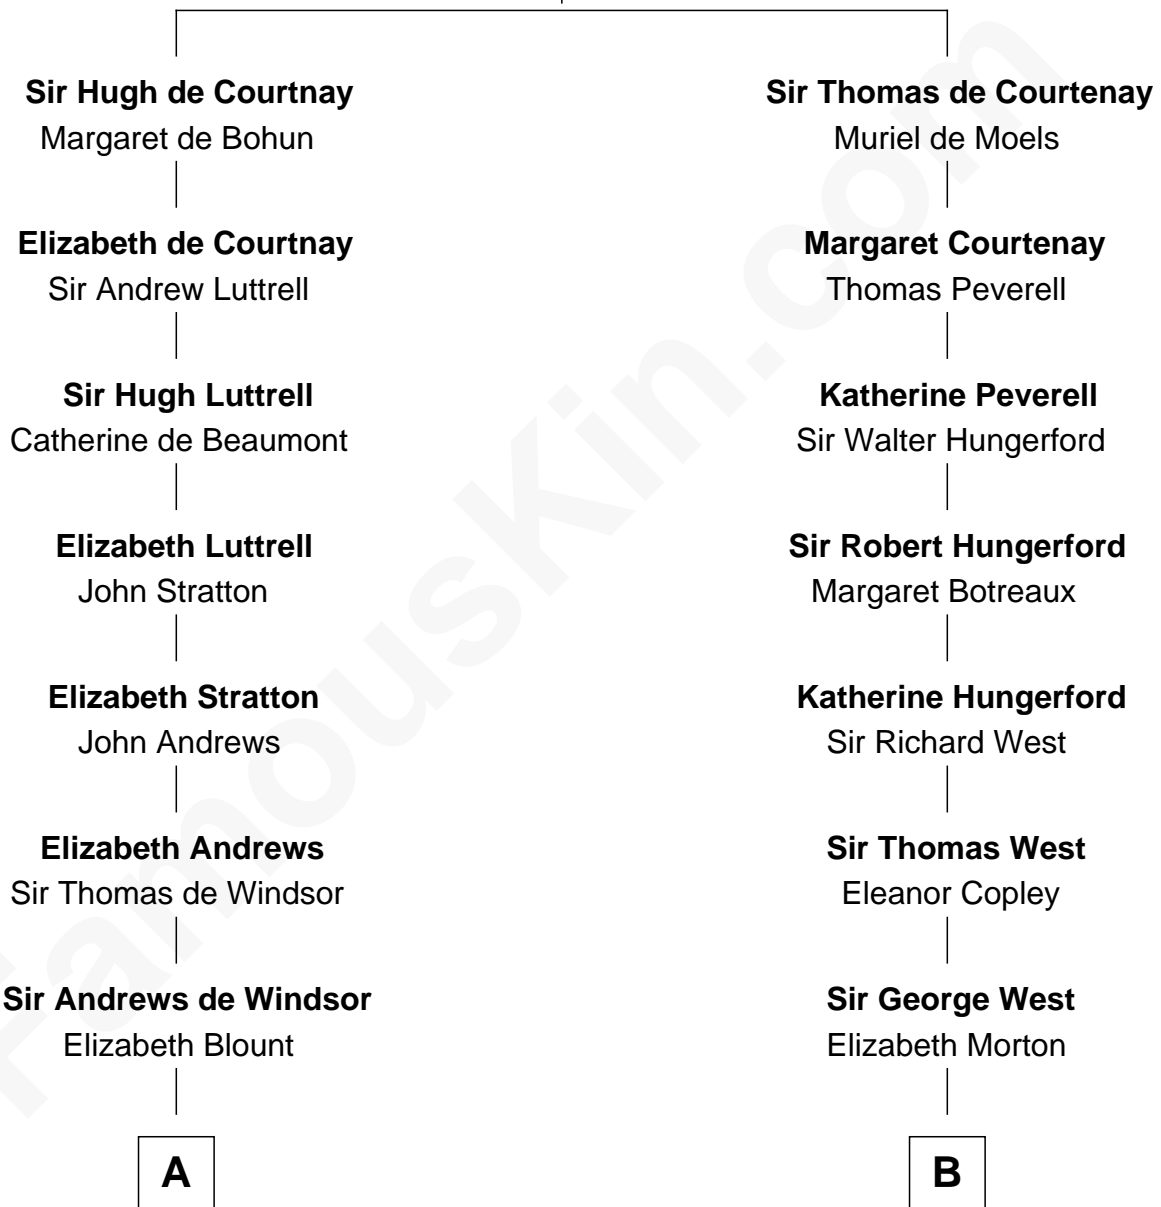 Sir Hugh de Courtnay
Margaret de Bohun
Elizabeth de Courtnay
Sir Andrew Luttrell
Sir Hugh Luttrell
Catherine de Beaumont
Elizabeth Luttrell
John Stratton
Elizabeth Stratton
John Andrews
Elizabeth Andrews
Sir Thomas de Windsor
Sir Andrews de Windsor
Elizabeth Blount
A
Sir Thomas de Courtenay
Muriel de Moels
Margaret Courtenay
Thomas Peverell
Katherine Peverell
Sir Walter Hungerford
Sir Robert Hungerford
Margaret Botreaux
Katherine Hungerford
Sir Richard West
Sir Thomas West
Eleanor Copley
Sir George West
Elizabeth Morton
B
FamousKin.com